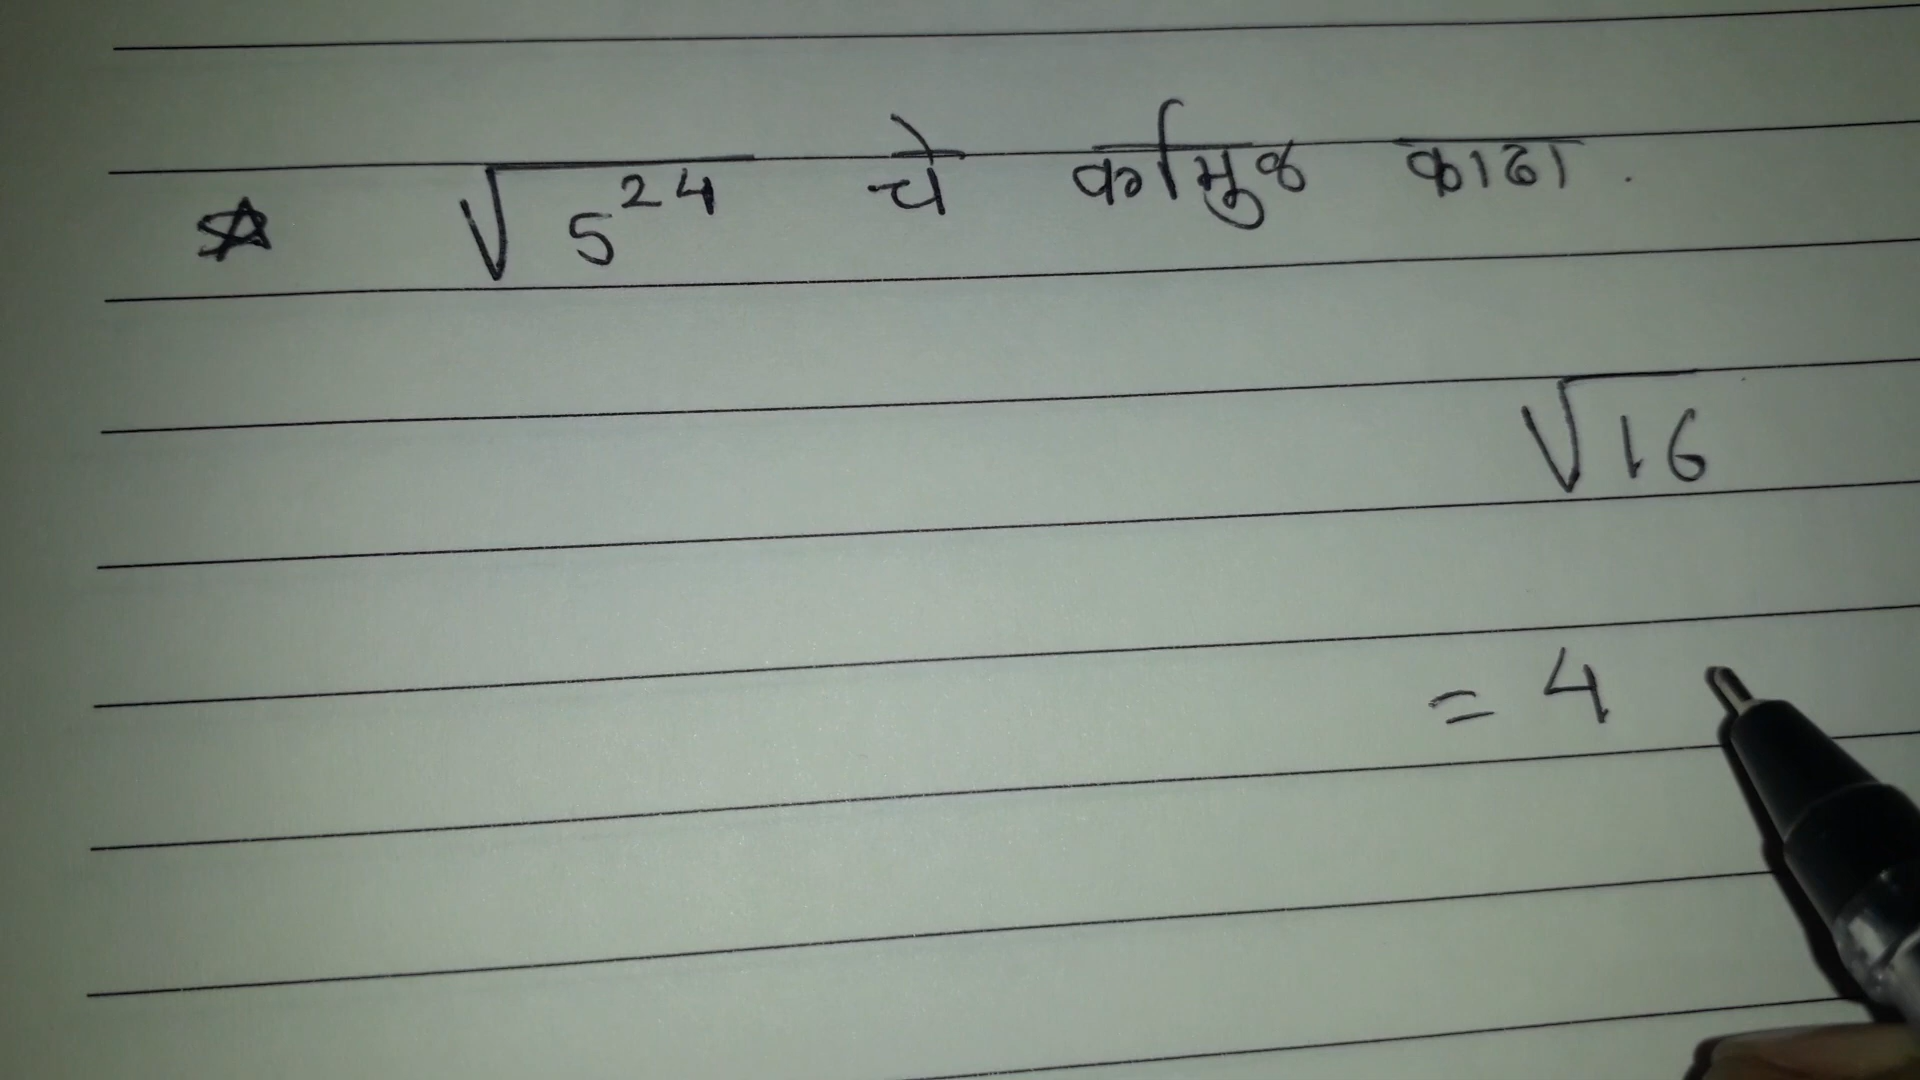 ☆ √5²⁴ चे वर्गमुळ काढा.
√16
= 4